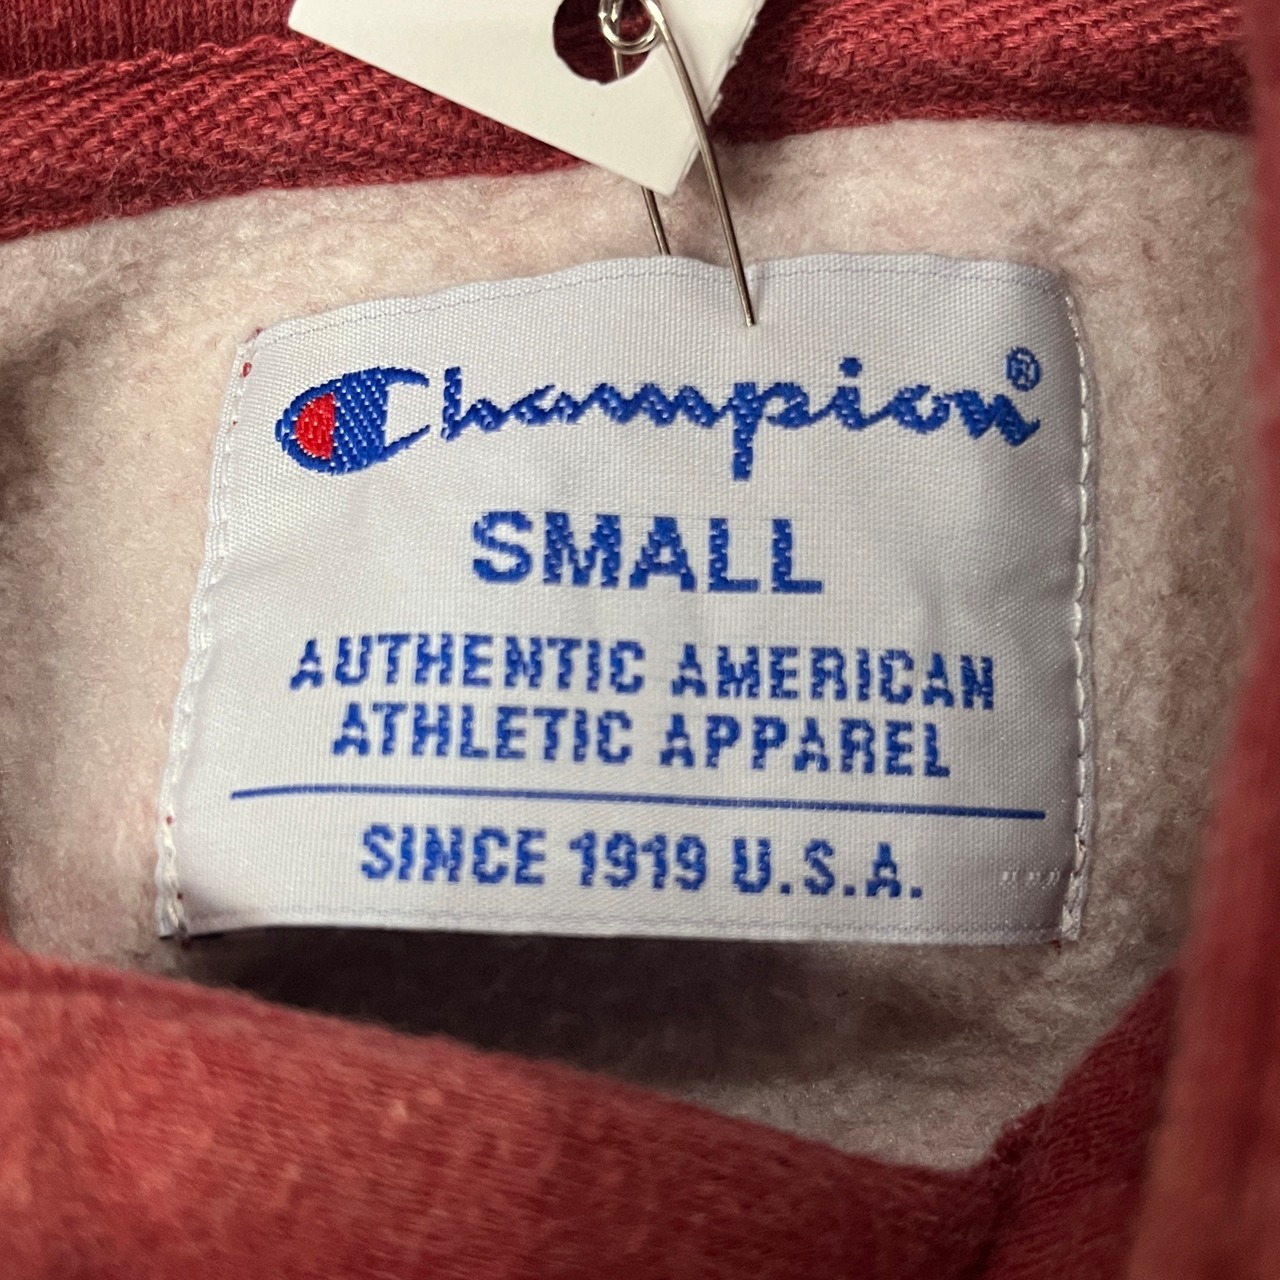 Champion®
SMALL
AUTHENTIC AMERICAN
ATHLETIC APPAREL
SINCE 1919 U.S.A.